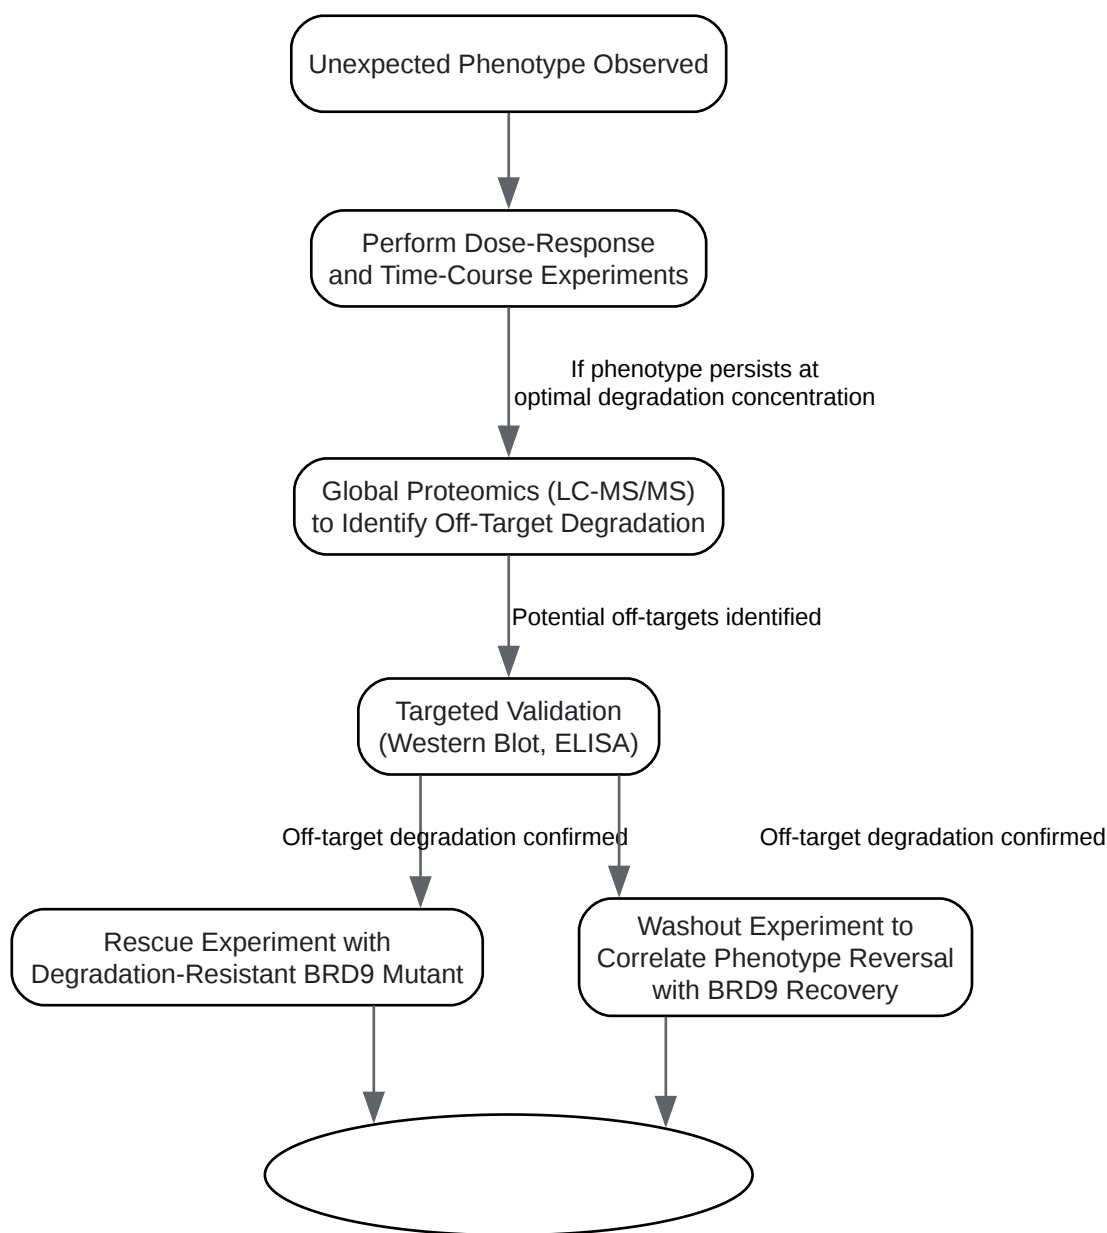 Unexpected Phenotype Observed
Perform Dose-Response
and Time-Course Experiments
If phenotype persists at
optimal degradation concentration
Global Proteomics (LC-MS/MS)
to Identify Off-Target Degradation
Potential off-targets identified
Targeted Validation
(Western Blot, ELISA)
Off-target degradation confirmed
Off-target degradation confirmed
Rescue Experiment with
Degradation-Resistant BRD9 Mutant
Washout Experiment to
Correlate Phenotype Reversal
with BRD9 Recovery